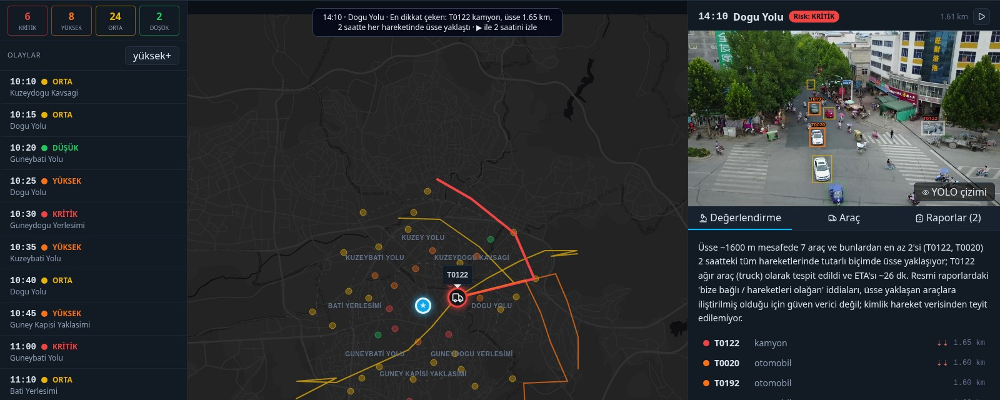 6
KRİTİK
8
YÜKSEK
24
ORTA
2
DÜŞÜK
OLAYLAR
yüksek+
10:10 ORTA
Kuzeydogu Kavsagi
10:15 ORTA
Dogu Yolu
10:20 DÜŞÜK
Guneybati Yolu
10:25 YÜKSEK
Dogu Yolu
10:30 KRİTİK
Guneydogu Yerlesimi
10:35 YÜKSEK
Kuzeybati Yolu
10:40 ORTA
Dogu Yolu
10:45 YÜKSEK
Guney Kapisi Yaklasimi
11:00 KRİTİK
Guneybati Yolu
11:10 ORTA
Bati Yerlesimi
14:10 · Dogu Yolu · En dikkat çeken: T0122 kamyon, üsse 1.65 km,
2 saatte her hareketinde üsse yaklaştı · ▶ ile 2 saatini izle
KUZEY YOLU
KUZEYBATİ YOLU
KUZEYDOGU KAVSAGI
T0122
BATİ YERLESİMİ
DOGU YOLU
GUNEYBATİ YOLU
GUNEYDOGU YERLESİMİ
GUNEY KAPİSİ YAKLASIMİ
14:10 Dogu Yolu Risk: KRİTİK 1.61 km
旺财浴池
T0192
T0122
T0020
YOLO çizimi
Değerlendirme
Araç
Raporlar (2)
Üsse ~1600 m mesafede 7 araç ve bunlardan en az 2'si (T0122, T0020)
2 saatteki tüm hareketlerinde tutarlı biçimde üsse yaklaşıyor; T0122
ağır araç (truck) olarak tespit edildi ve ETA'sı ~26 dk. Resmi raporlardaki
'bize bağlı / hareketleri olağan' iddiaları, üsse yaklaşan araçlara
iliştirilmiş olduğu için güven verici değil; kimlik hareket verisinden teyit
edilemiyor.
T0122 kamyon ↓↓ 1.65 km
T0020 otomobil ↓↓ 1.60 km
T0192 otomobil 1.60 km